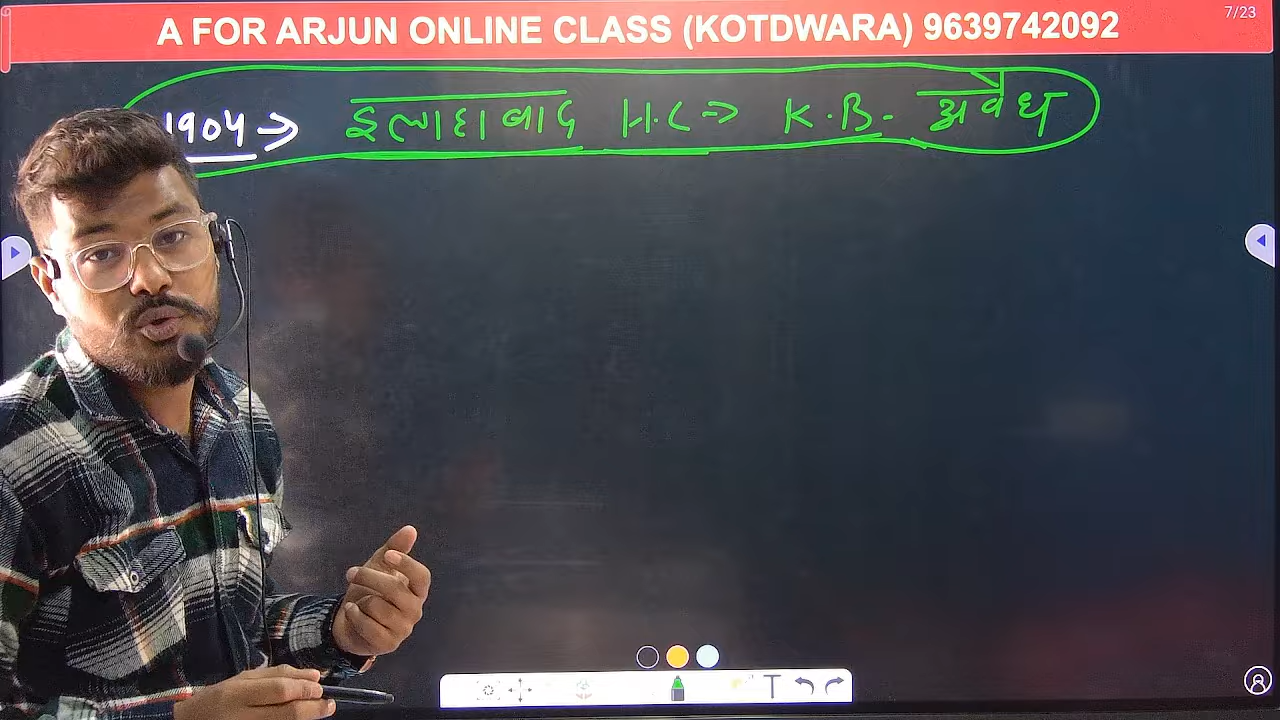 A FOR ARJUN ONLINE CLASS (KOTDWARA) 9639742092
7/23
1904 → इलाहाबाद H.C ⇒ K.B. अवैध
T